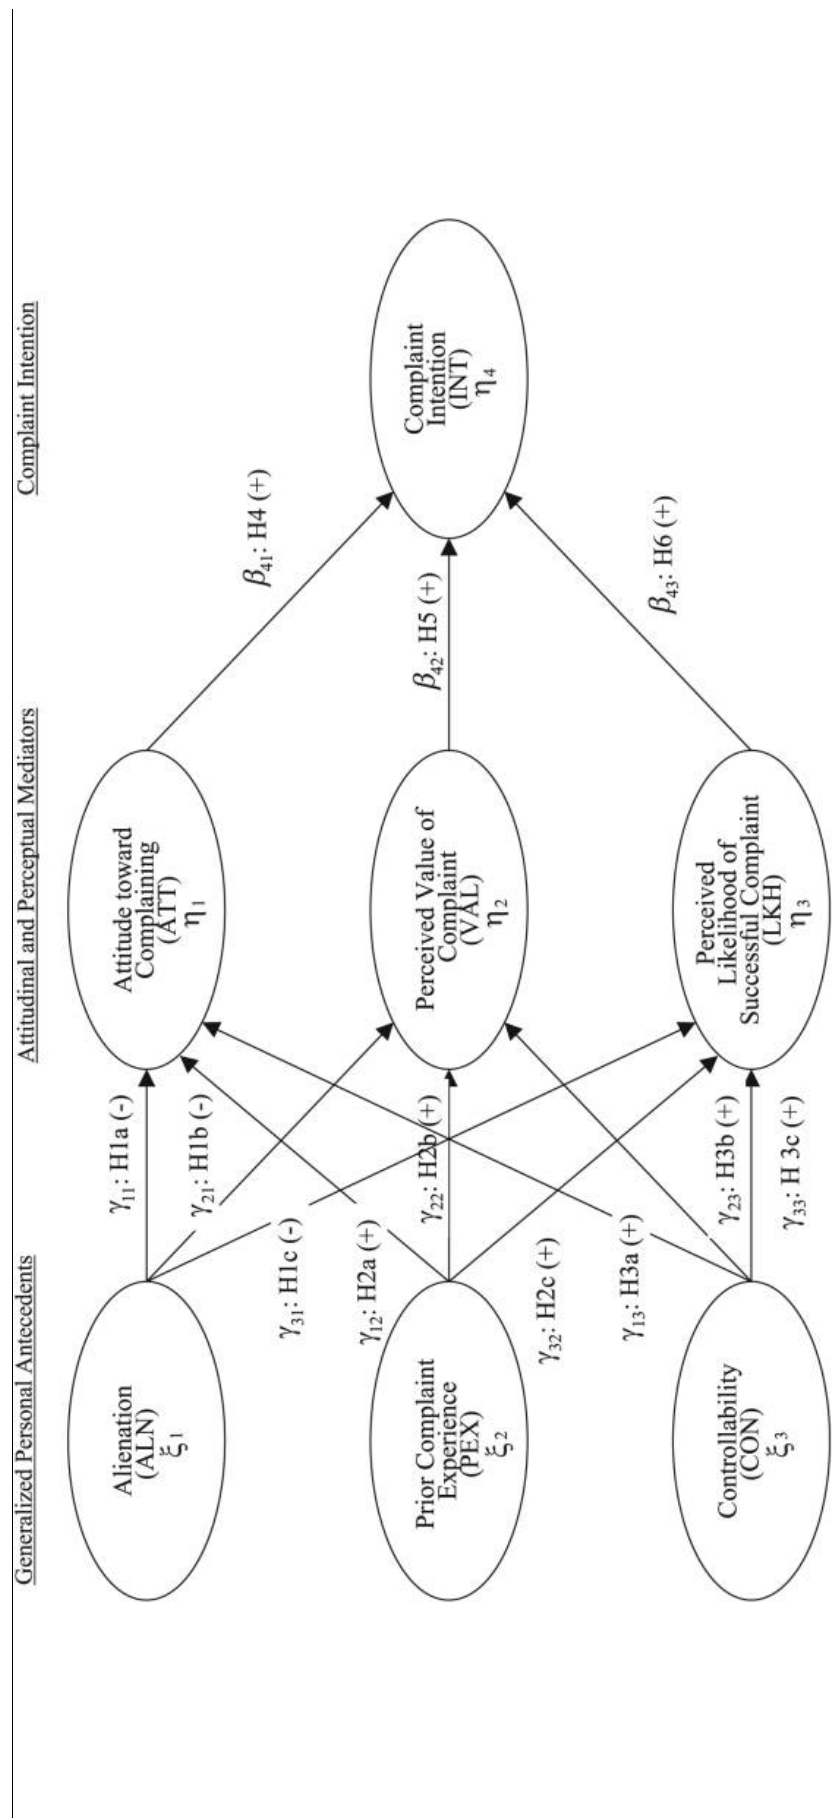 Generalized Personal Antecedents
Attitudinal and Perceptual Mediators
Complaint Intention
Alienation
(ALN)
ξ1
Prior Complaint
Experience
(PEX)
ξ2
Controllability
(CON)
ξ3
γ11: H1a (-)
γ21: H1b (-)
γ31: H1c (-)
γ12: H2a (+)
γ22: H2b (+)
γ32: H2c (+)
γ13: H3a (+)
γ23: H3b (+)
γ33: H 3c (+)
Attitude toward
Complaining
(ATT)
η1
Perceived Value of
Complaint
(VAL)
η2
Perceived
Likelihood of
Successful Complaint
(LKH)
η3
β41: H4 (+)
β42: H5 (+)
β43: H6 (+)
Complaint
Intention
(INT)
η4